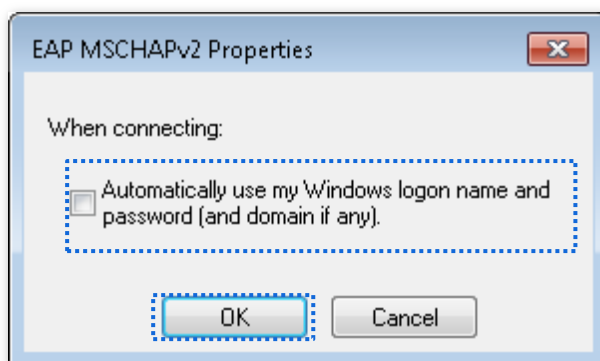 EAP MSCHAPv2 Properties
When connecting:
Automatically use my Windows logon name and
password (and domain if any).
OK
Cancel